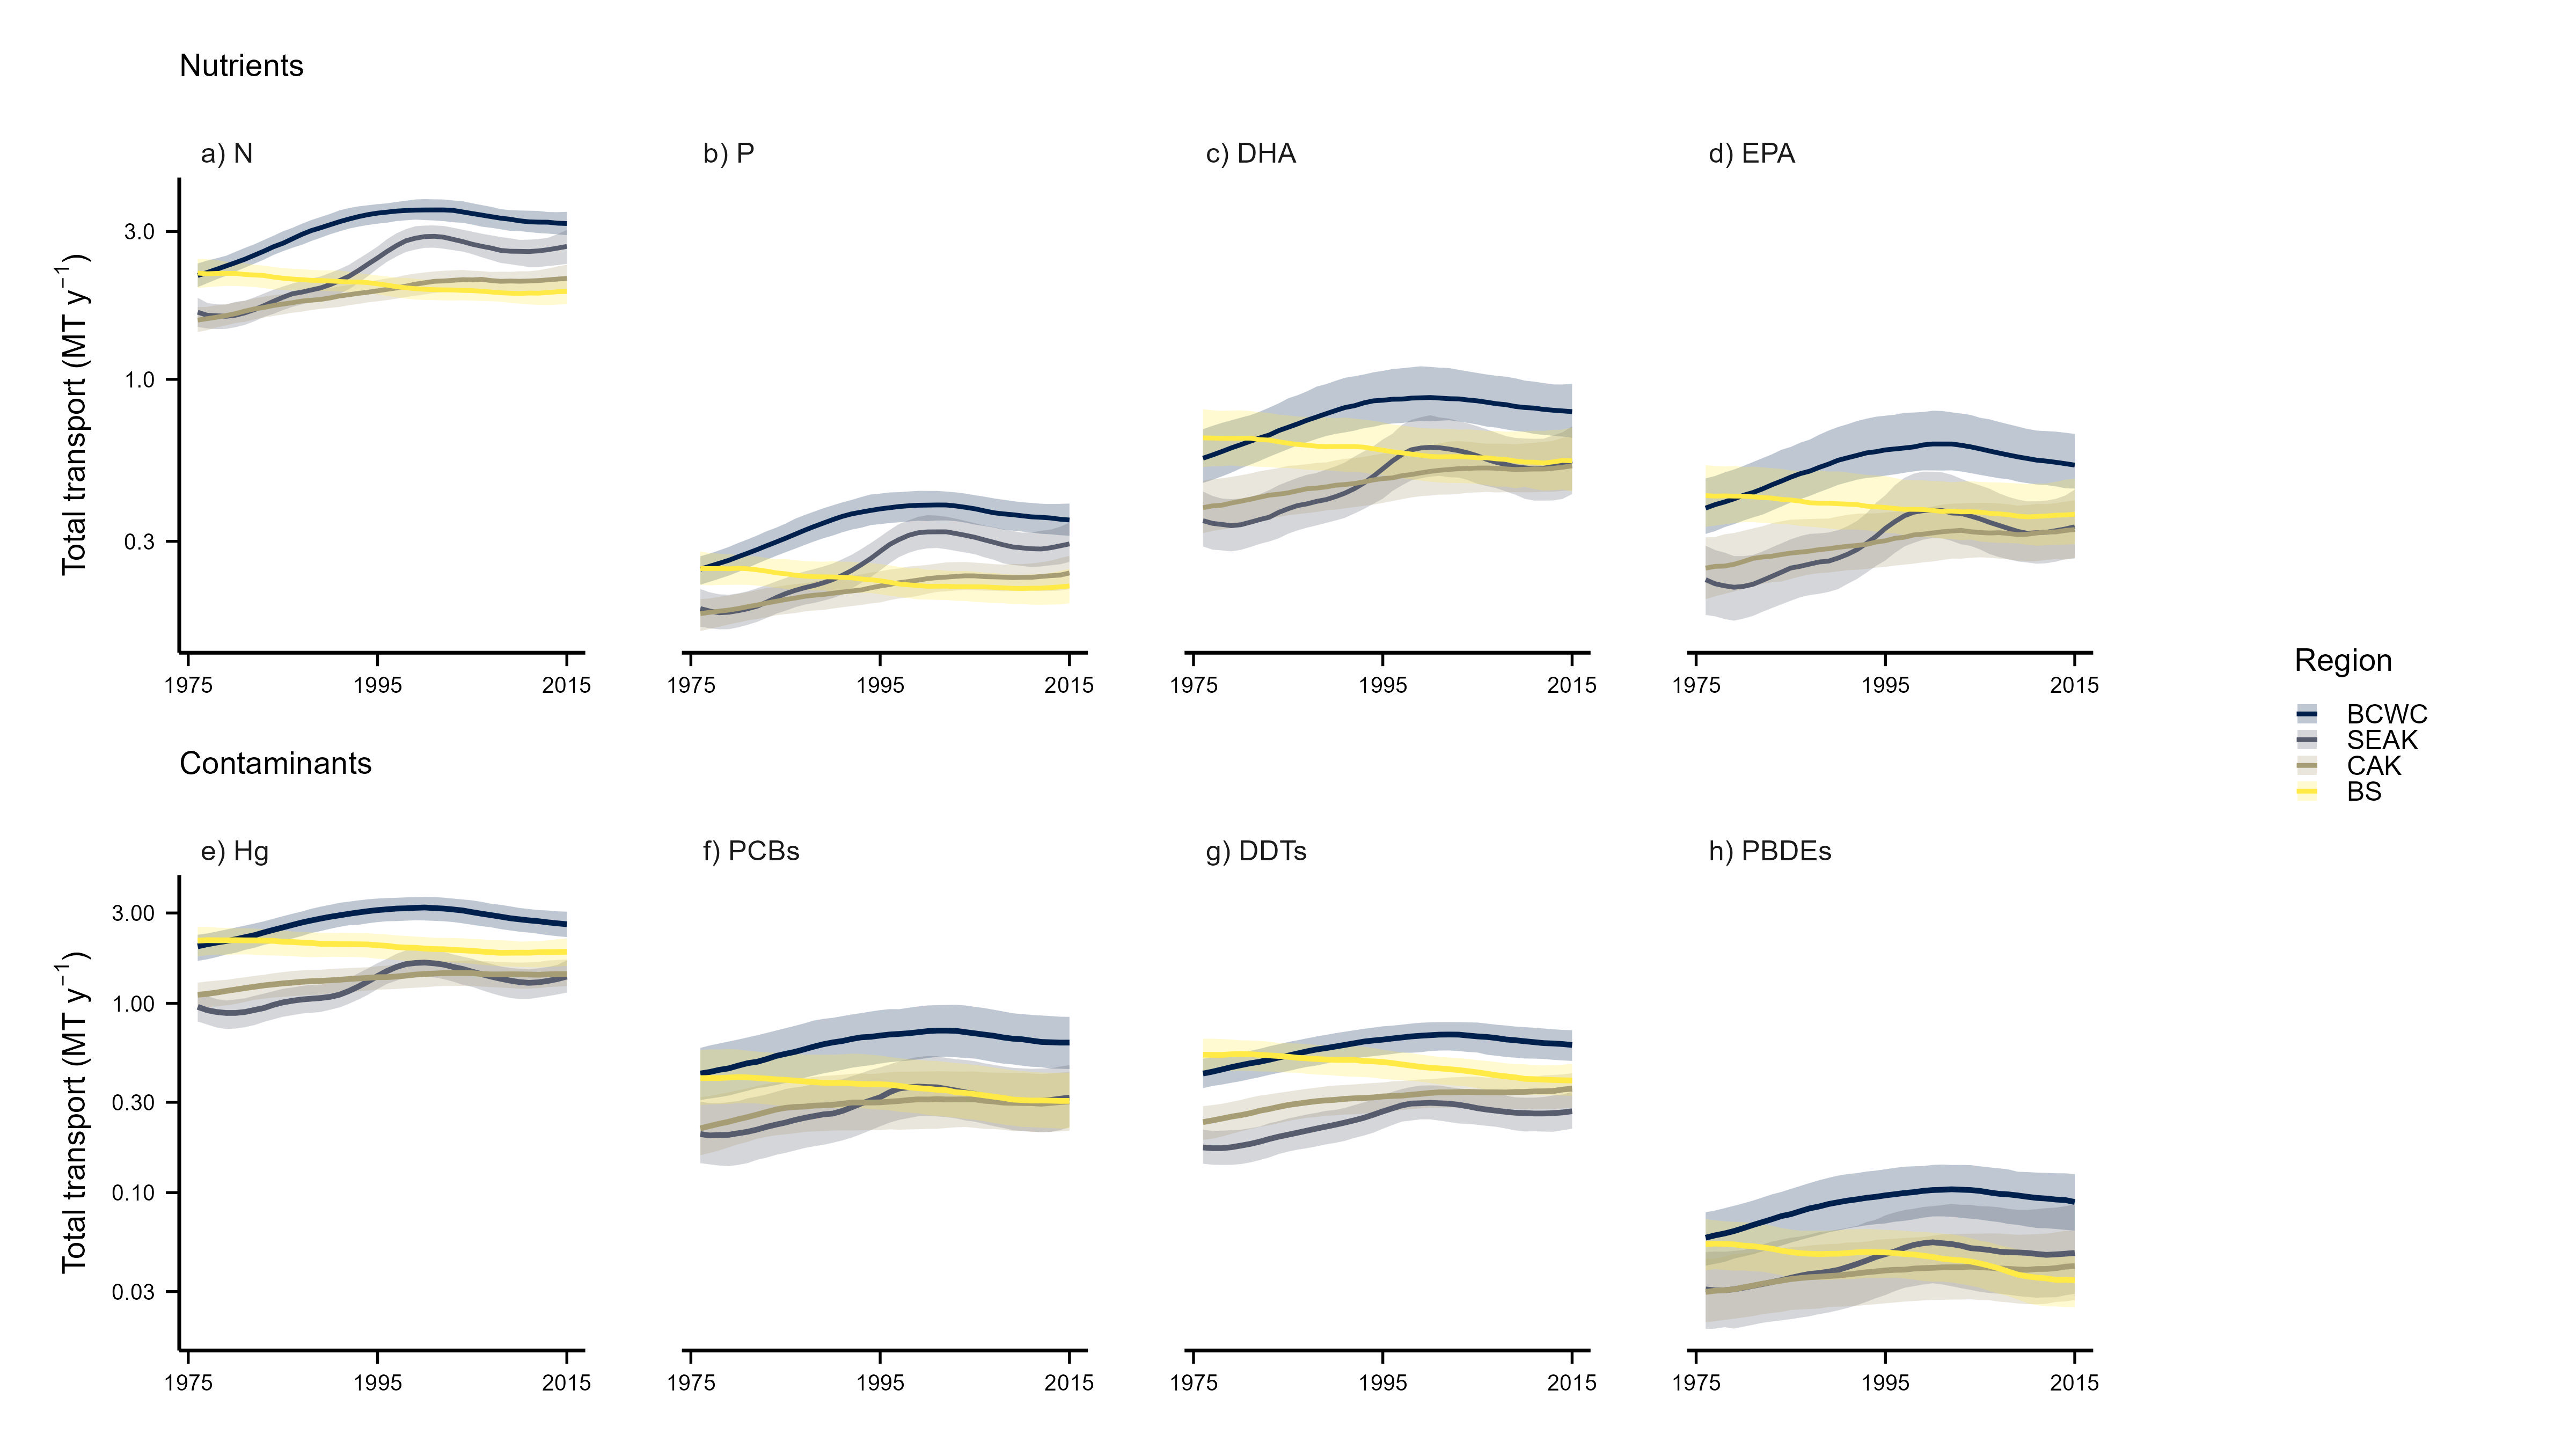 Nutrients
a) N
b) P
c) DHA
d) EPA
Total transport (MT y⁻¹)
3.0
1.0
0.3
1975 1995 2015
1975 1995 2015
1975 1995 2015
1975 1995 2015
Region
BCWC
SEAK
CAK
BS
Contaminants
e) Hg
f) PCBs
g) DDTs
h) PBDEs
Total transport (MT y⁻¹)
3.00
1.00
0.30
0.10
0.03
1975 1995 2015
1975 1995 2015
1975 1995 2015
1975 1995 2015